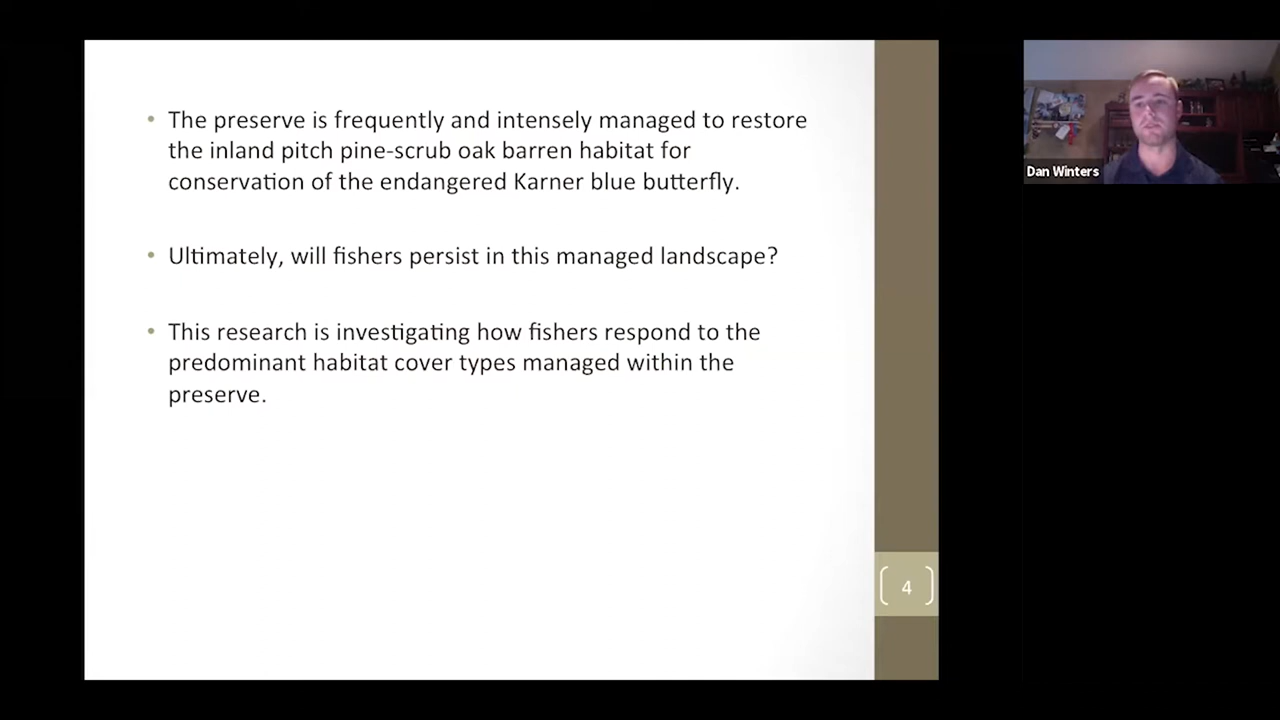 • The preserve is frequently and intensely managed to restore
the inland pitch pine-scrub oak barren habitat for
conservation of the endangered Karner blue butterfly.
• Ultimately, will fishers persist in this managed landscape?
• This research is investigating how fishers respond to the
predominant habitat cover types managed within the
preserve.
4
Dan Winters